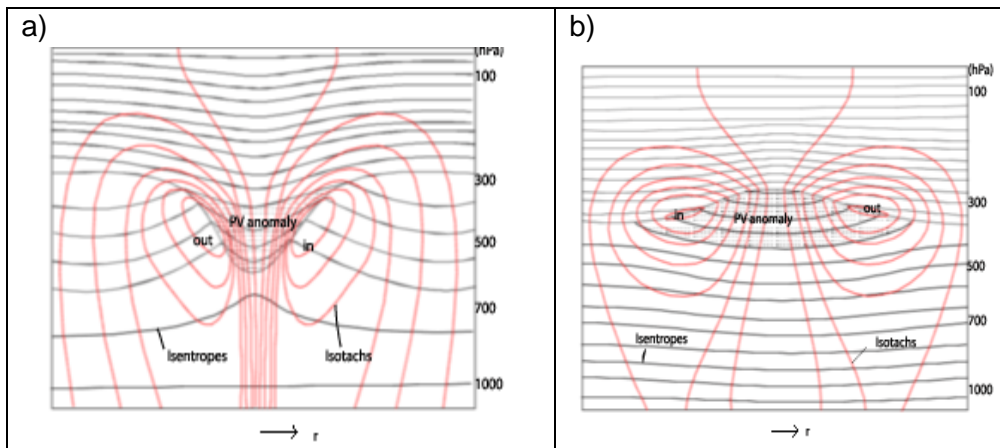 a)
(hPa)
100
300
PV anomaly
out
in
500
700
Isentropes
Isotachs
1000
r
b)
(hPa)
100
300
in
PV anomaly
out
500
700
Isentropes
Isotachs
1000
r